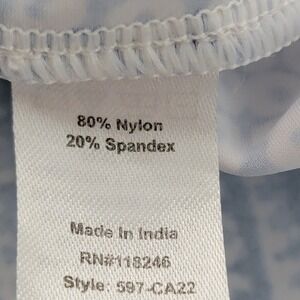 80% Nylon
20% Spandex
Made in India
RN#118246
Style: 597-CA22